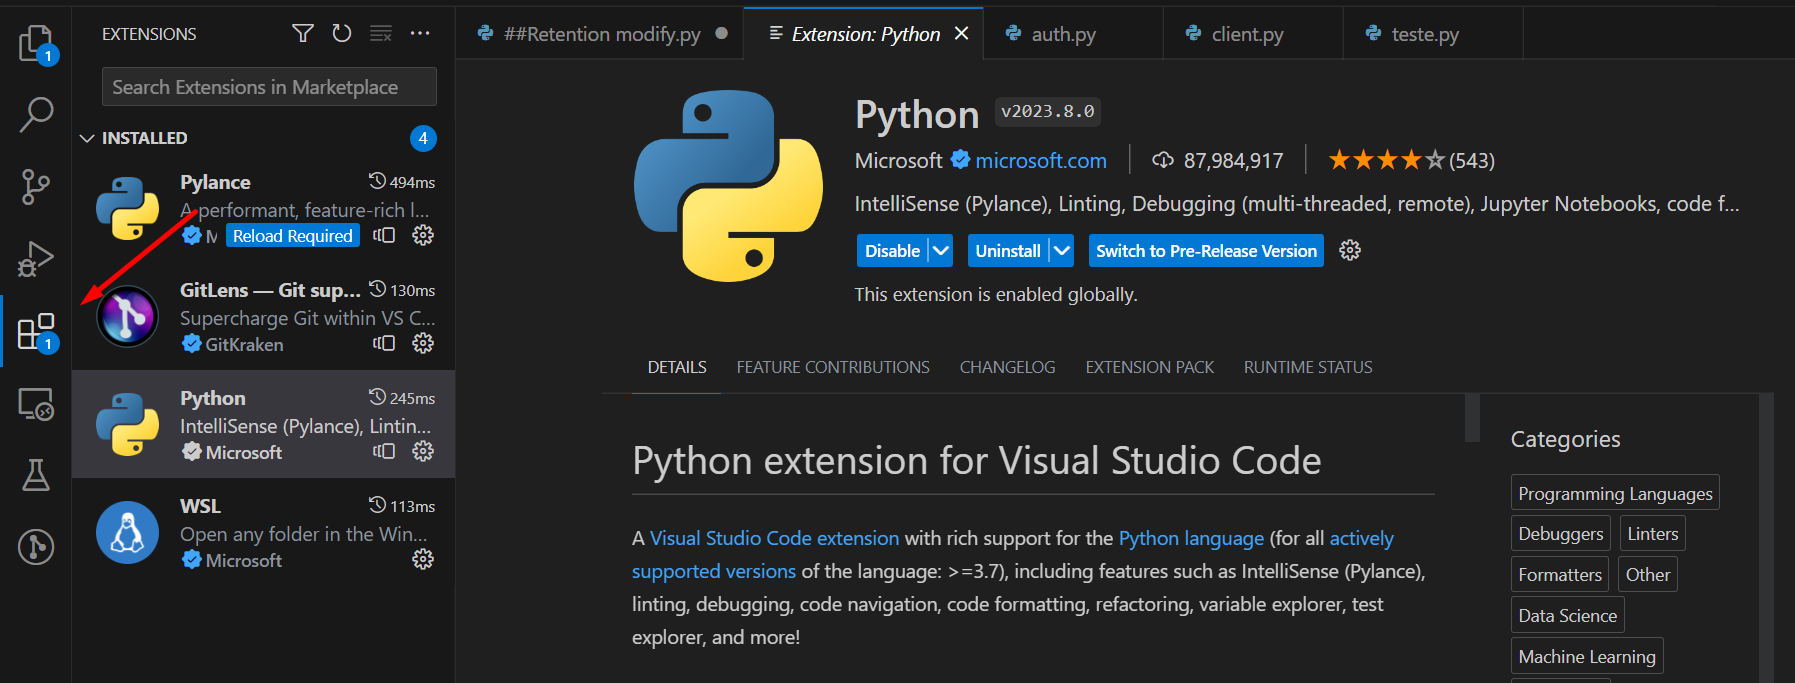 EXTENSIONS
Search Extensions in Marketplace
INSTALLED
4
Pylance
494ms
A performant, feature-rich l...
M
Reload Required
GitLens — Git sup...
130ms
Supercharge Git within VS C...
GitKraken
Python
245ms
IntelliSense (Pylance), Lintin...
Microsoft
WSL
113ms
Open any folder in the Win...
Microsoft
1
1
##Retention modify.py
Extension: Python
auth.py
client.py
teste.py
Python
v2023.8.0
Microsoft
microsoft.com
87,984,917
(543)
IntelliSense (Pylance), Linting, Debugging (multi-threaded, remote), Jupyter Notebooks, code f...
Disable
Uninstall
Switch to Pre-Release Version
This extension is enabled globally.
DETAILS
FEATURE CONTRIBUTIONS
CHANGELOG
EXTENSION PACK
RUNTIME STATUS
Python extension for Visual Studio Code
A Visual Studio Code extension with rich support for the Python language (for all actively
supported versions of the language: >=3.7), including features such as IntelliSense (Pylance),
linting, debugging, code navigation, code formatting, refactoring, variable explorer, test
explorer, and more!
Categories
Programming Languages
Debuggers
Linters
Formatters
Other
Data Science
Machine Learning